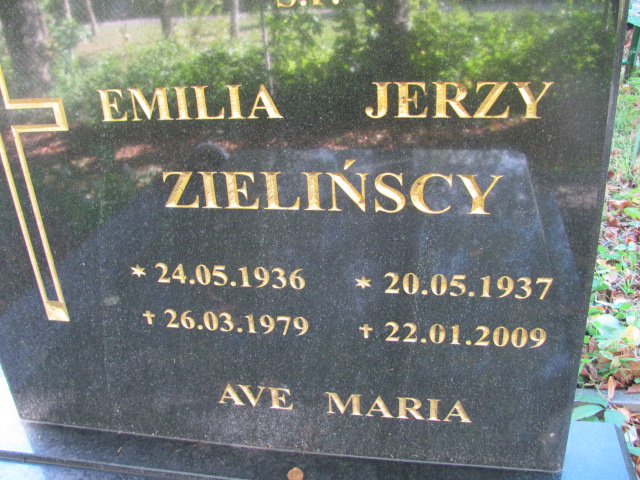 Ś.P.
EMILIA JERZY
ZIELIŃSCY
* 24.05.1936 * 20.05.1937
† 26.03.1979 † 22.01.2009
AVE MARIA